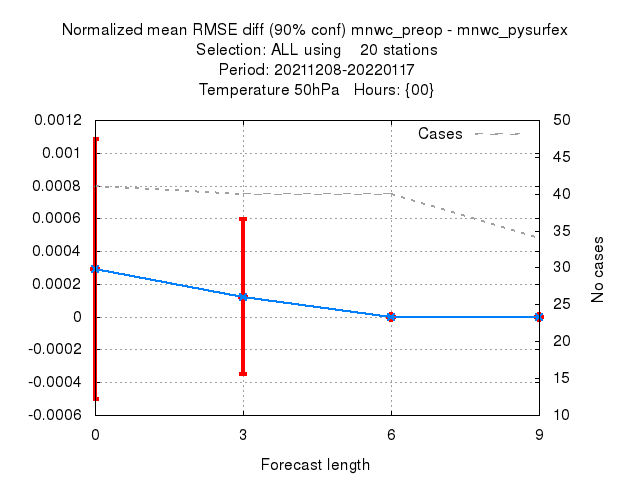 Normalized mean RMSE diff (90% conf) mnwc_preop - mnwc_pysurfex
Selection: ALL using 20 stations
Period: 20211208-20220117
Temperature 50hPa Hours: {00}
Cases
0.0012
0.001
0.0008
0.0006
0.0004
0.0002
0
-0.0002
-0.0004
-0.0006
50
45
40
35
30
25
20
15
10
No cases
0 3 6 9
Forecast length